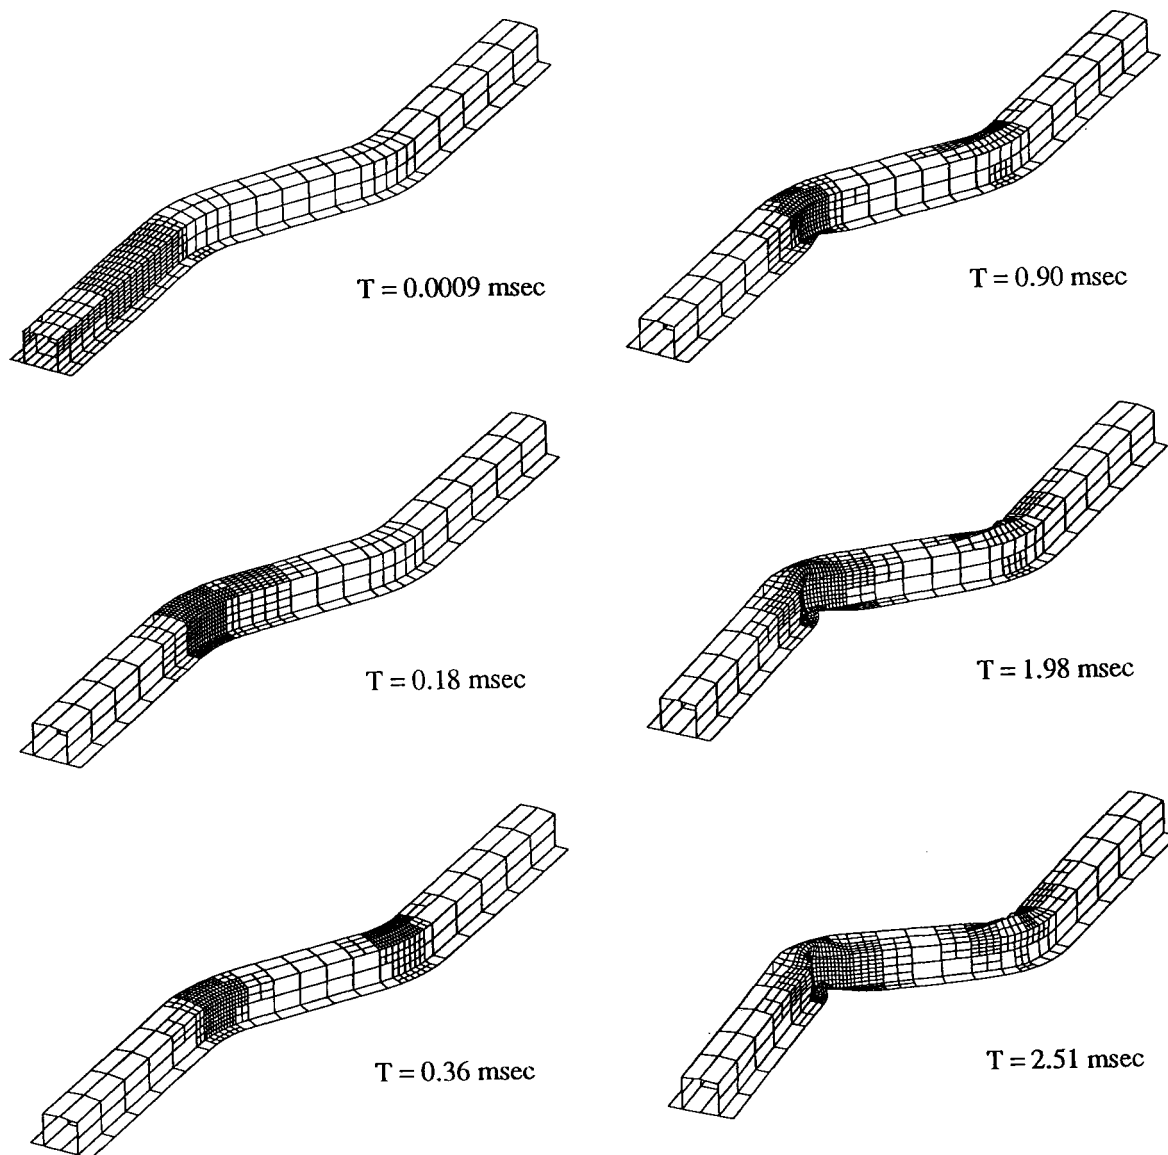 T = 0.0009 msec
T = 0.90 msec
T = 0.18 msec
T = 1.98 msec
T = 0.36 msec
T = 2.51 msec